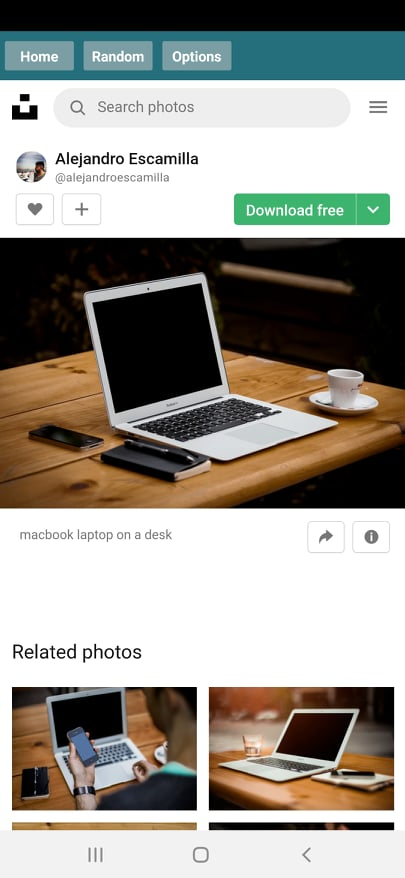 Home Random Options
Search photos
Alejandro Escamilla
@alejandroescamilla
Download free
macbook laptop on a desk
Related photos